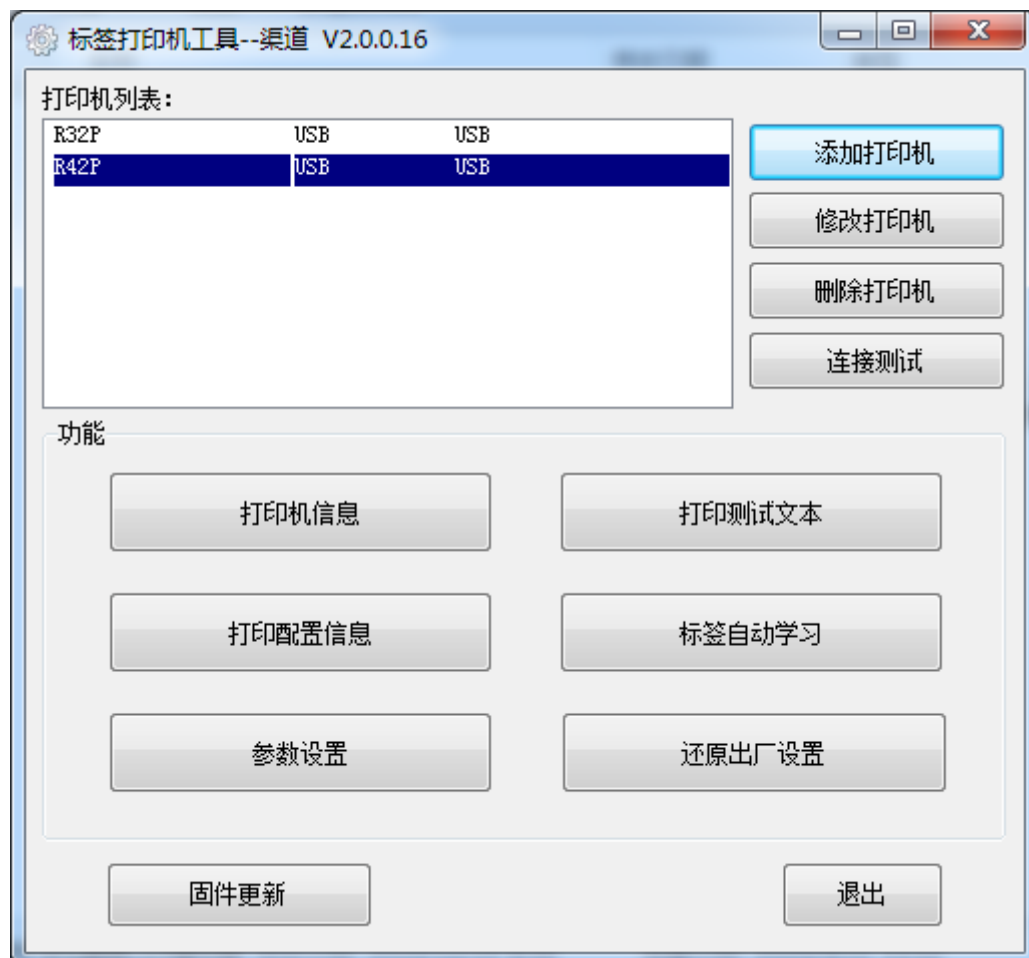 标签打印机工具--渠道 V2.0.0.16
打印机列表:
R32P USB USB
R42P USB USB
添加打印机
修改打印机
删除打印机
连接测试
功能
打印机信息 打印测试文本
打印配置信息 标签自动学习
参数设置 还原出厂设置
固件更新 退出